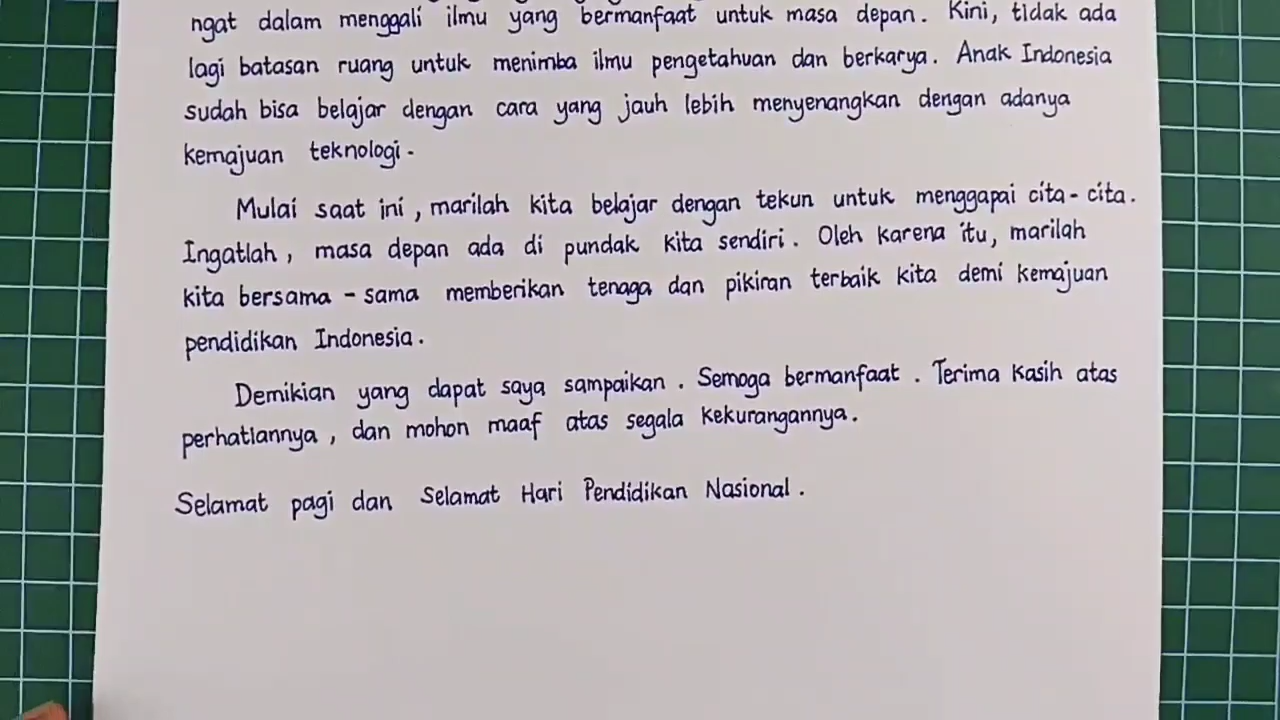 ngat dalam menggali ilmu yang bermanfaat untuk masa depan. Kini, tidak ada
lagi batasan ruang untuk menimba ilmu pengetahuan dan berkarya. Anak Indonesia
sudah bisa belajar dengan cara yang jauh lebih menyenangkan dengan adanya
kemajuan teknologi.
Mulai saat ini, marilah kita belajar dengan tekun untuk menggapai cita-cita.
Ingatlah, masa depan ada di pundak kita sendiri. Oleh karena itu, marilah
kita bersama-sama memberikan tenaga dan pikiran terbaik kita demi kemajuan
pendidikan Indonesia.
Demikian yang dapat saya sampaikan. Semoga bermanfaat. Terima kasih atas
perhatiannya, dan mohon maaf atas segala kekurangannya.
Selamat pagi dan Selamat Hari Pendidikan Nasional.